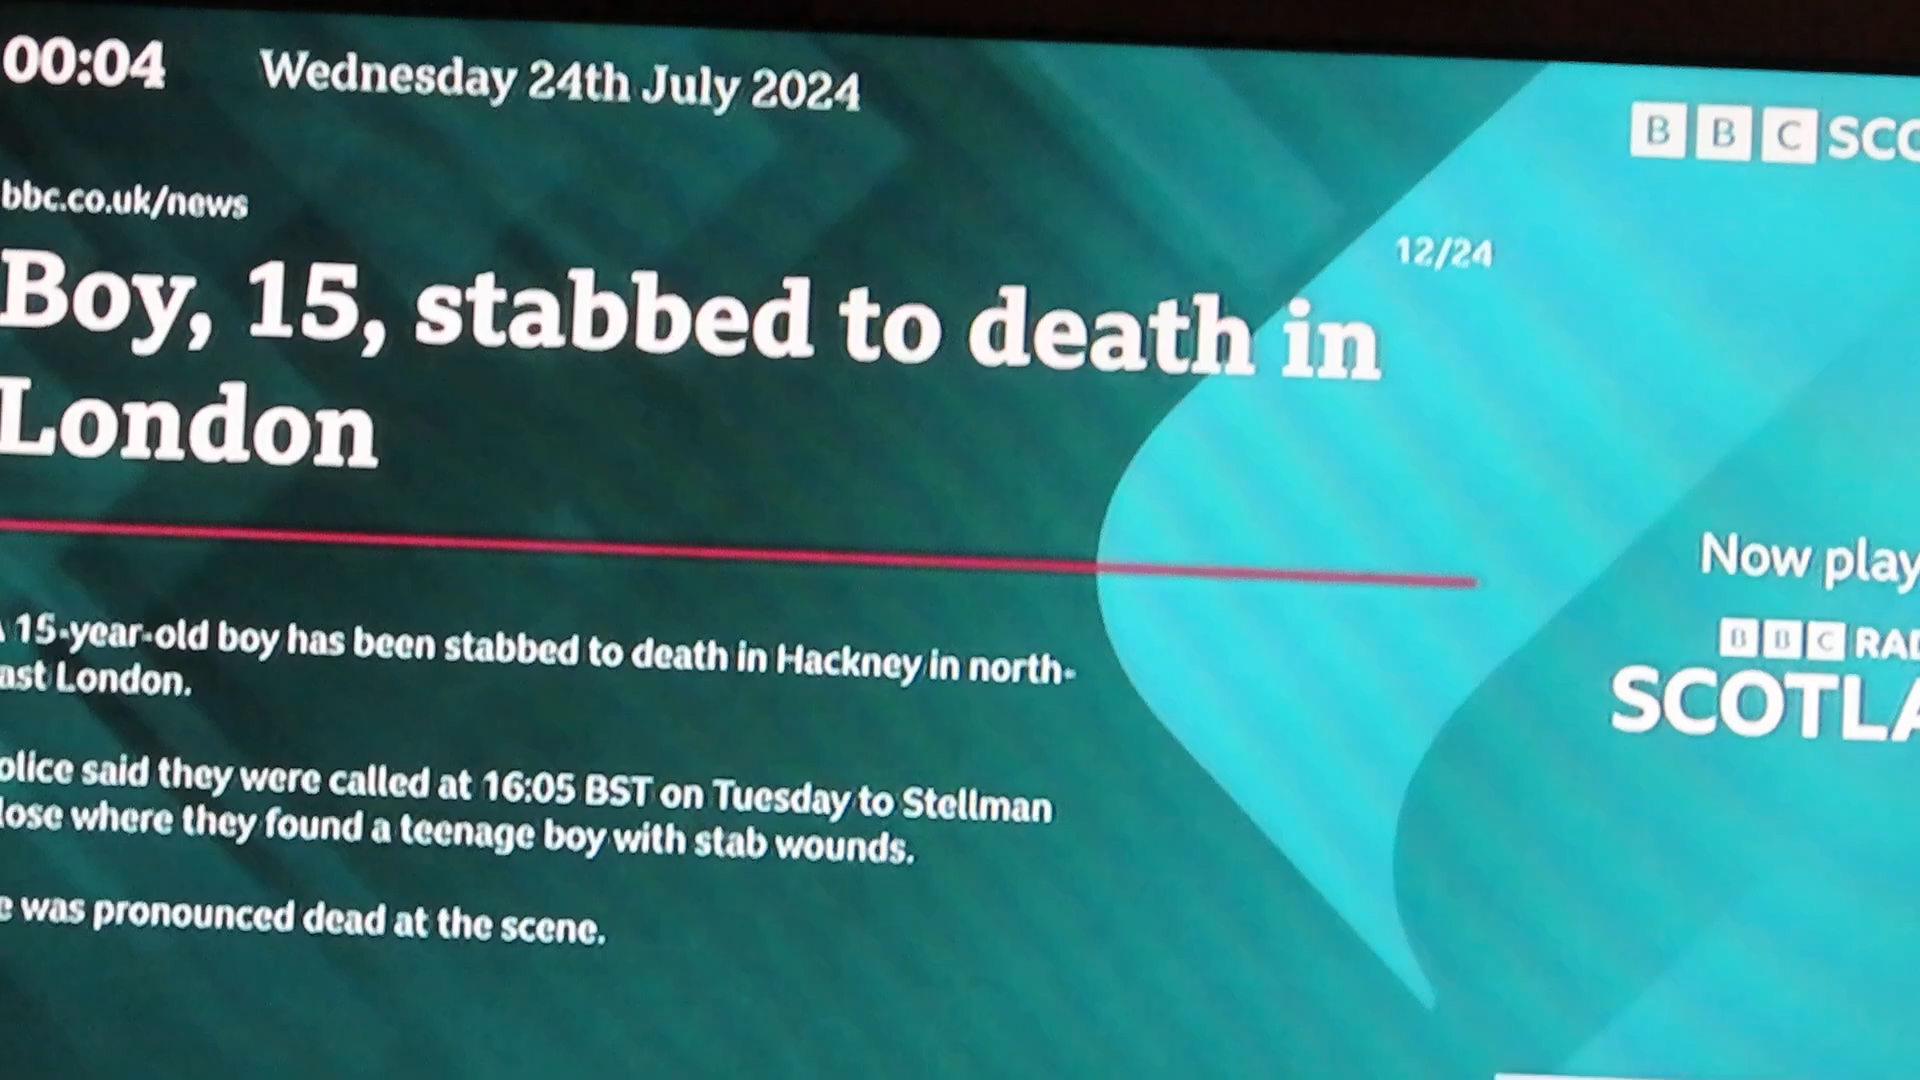 00:04 Wednesday 24th July 2024
BBC SCO
bbc.co.uk/news
12/24
Boy, 15, stabbed to death in
London
15-year-old boy has been stabbed to death in Hackney in north-
ast London.
olice said they were called at 16:05 BST on Tuesday to Stellman
lose where they found a teenage boy with stab wounds.
e was pronounced dead at the scene.
Now play
BBC RAD
SCOTLA